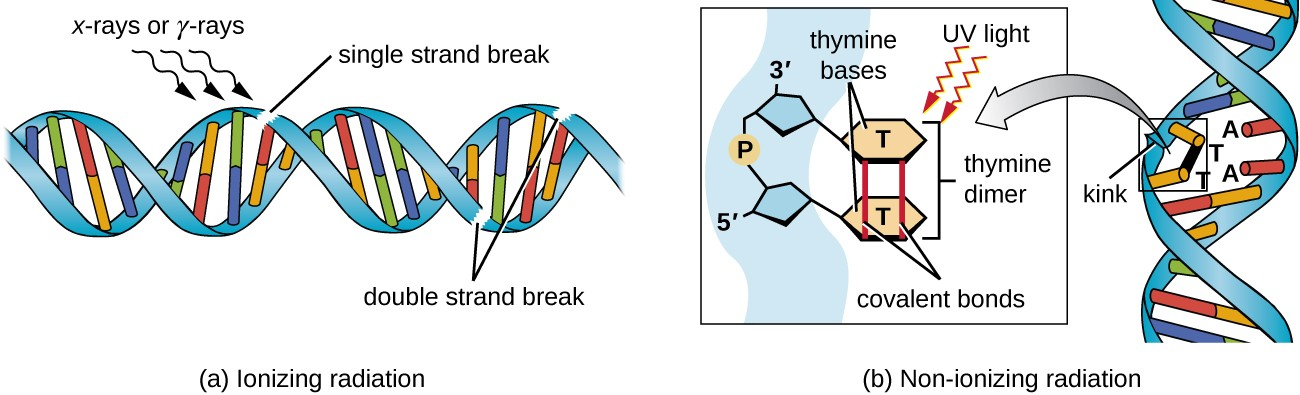 x-rays or γ-rays
single strand break
double strand break
(a) Ionizing radiation
thymine
bases
UV light
3′
T
P
thymine
dimer
5′
T
covalent bonds
kink
A
T
A
T
(b) Non-ionizing radiation